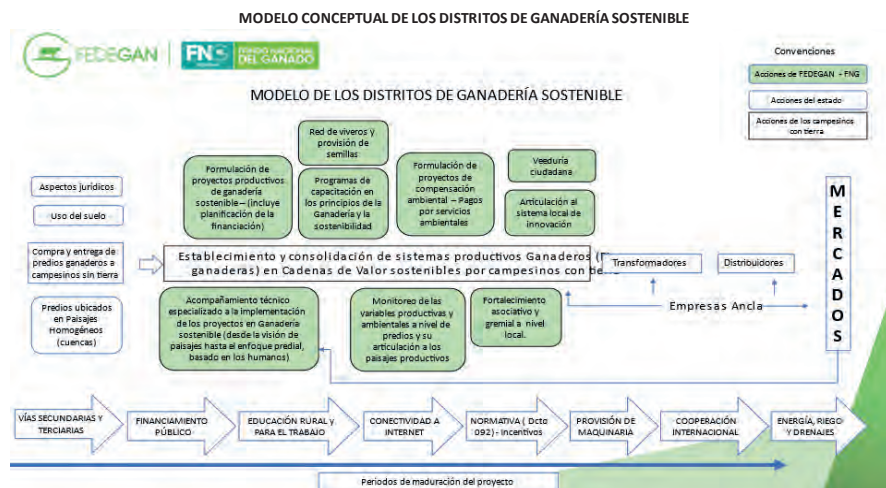 MODELO CONCEPTUAL DE LOS DISTRITOS DE GANADERÍA SOSTENIBLE
FEDEGAN
FNG
FONDO NACIONAL
DEL GANADO
MODELO DE LOS DISTRITOS DE GANADERÍA SOSTENIBLE
Convenciones
Acciones de FEDEGAN - FNG
Acciones del estado
Acciones de los campesinos
con tierra
Aspectos jurídicos
Uso del suelo
Compra y entrega de
predios ganaderos a
campesinos sin tierra
Predios ubicados
en Paisajes
Homogéneos
(cuencas)
Formulación de
proyectos productivos
de ganadería
sostenible – (incluye
planificación de la
financiación)
Red de viveros y
provisión de
semillas
Programas de
capacitación en
los principios de la
Ganadería y la
sostenibilidad
Formulación de
proyectos de
compensación
ambiental – Pagos
por servicios
ambientales
Veeduría
ciudadana
Articulación al
sistema local de
innovación
Establecimiento y consolidación de sistemas productivos Ganaderos (
ganaderas) en Cadenas de Valor sostenibles por campesinos con
Transformadores
Distribuidores
Empresas Ancla
MERCADOS
Acompañamiento técnico
especializado a la implementación
de los proyectos en Ganadería
sostenible (desde la visión de
paisajes hasta el enfoque predial,
basado en los humanos)
Monitoreo de las
variables productivas y
ambientales a nivel de
predios y su
articulación a los
paisajes productivos
Fortalecimiento
asociativo y
gremial a nivel
local.
VÍAS SECUNDARIAS Y
TERCIARIAS
FINANCIAMIENTO
PÚBLICO
EDUCACIÓN RURAL y
PARA EL TRABAJO
CONECTIVIDAD A
INTERNET
NORMATIVA ( Dcto
092) - Incentivos
PROVISIÓN DE
MAQUINARIA
COOPERACIÓN
INTERNACIONAL
ENERGÍA, RIEGO
Y DRENAJES
Periodos de maduración del proyecto